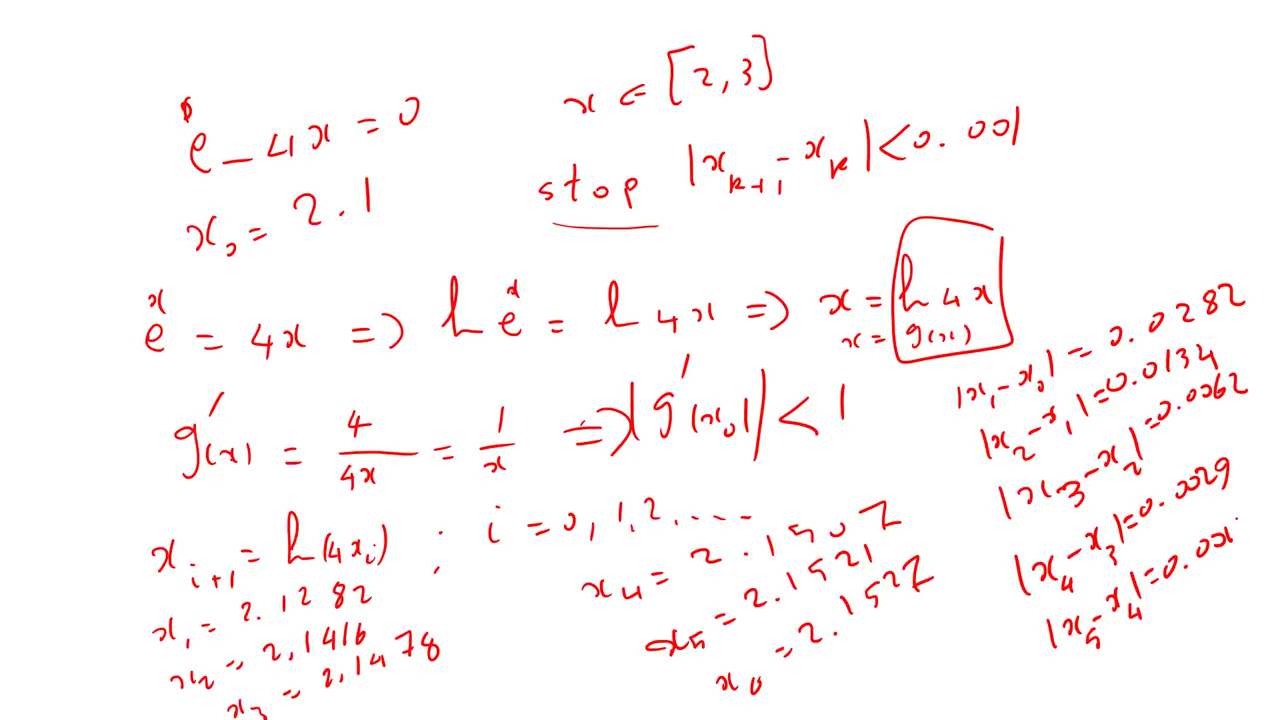 e^x - 4x = 0
x ∈ [2, 3]
x₀ = 2.1
stop |x_{k+1} - x_k| < 0.001
e^x = 4x => ln e^x = ln 4x => x = ln 4x
x = g(x)
g'(x) = 4/4x = 1/x => |g'(x₀)| < 1
x_{i+1} = ln(4x_i) ; i = 0, 1, 2, ....
x₁ = 2.1282
x₂ = 2.1416
x₃ = 2.1478
x₄ = 2.1507
x₅ = 2.1521
= 2.1527
|x₁ - x₀| = 0.0282
|x₂ - x₁| = 0.0134
|x₃ - x₂| = 0.0062
|x₄ - x₃| = 0.0029
|x₅ - x₄| = 0.001